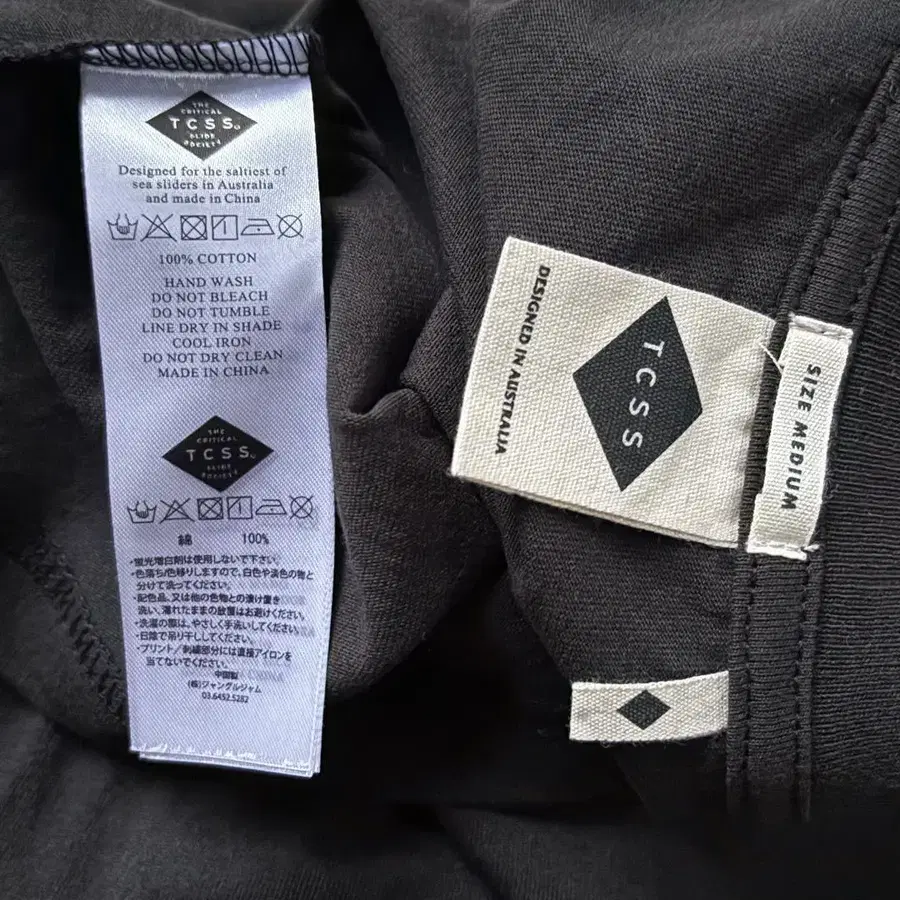 THE
CRITICAL
TCSS
SLIDE
SOCIETY
Designed for the saltiest of
sea sliders in Australia
and made in China
100% COTTON
HAND WASH
DO NOT BLEACH
DO NOT TUMBLE
LINE DRY IN SHADE
COOL IRON
DO NOT DRY CLEAN
MADE IN CHINA
THE
CRITICAL
TCSS
SLIDE
SOCIETY
綿 100%
・蛍光増白剤は使用しないで下さい。
・色落ち/色移りしますので、白色や淡色の物と
分けて洗ってください。
・配色品、又は他の色物との漬け置き
洗い、濡れたままの放置はお避けください。
・洗濯の際は、やさしく手洗いしてください。
・日陰で吊り干ししてください。
・プリント/刺繍部分には直接アイロンを
当てないでください。
中国製
(株)ジャングルジャム
03.6452.5282
DESIGNED IN AUSTRALIA
TCSS
SIZE MEDIUM